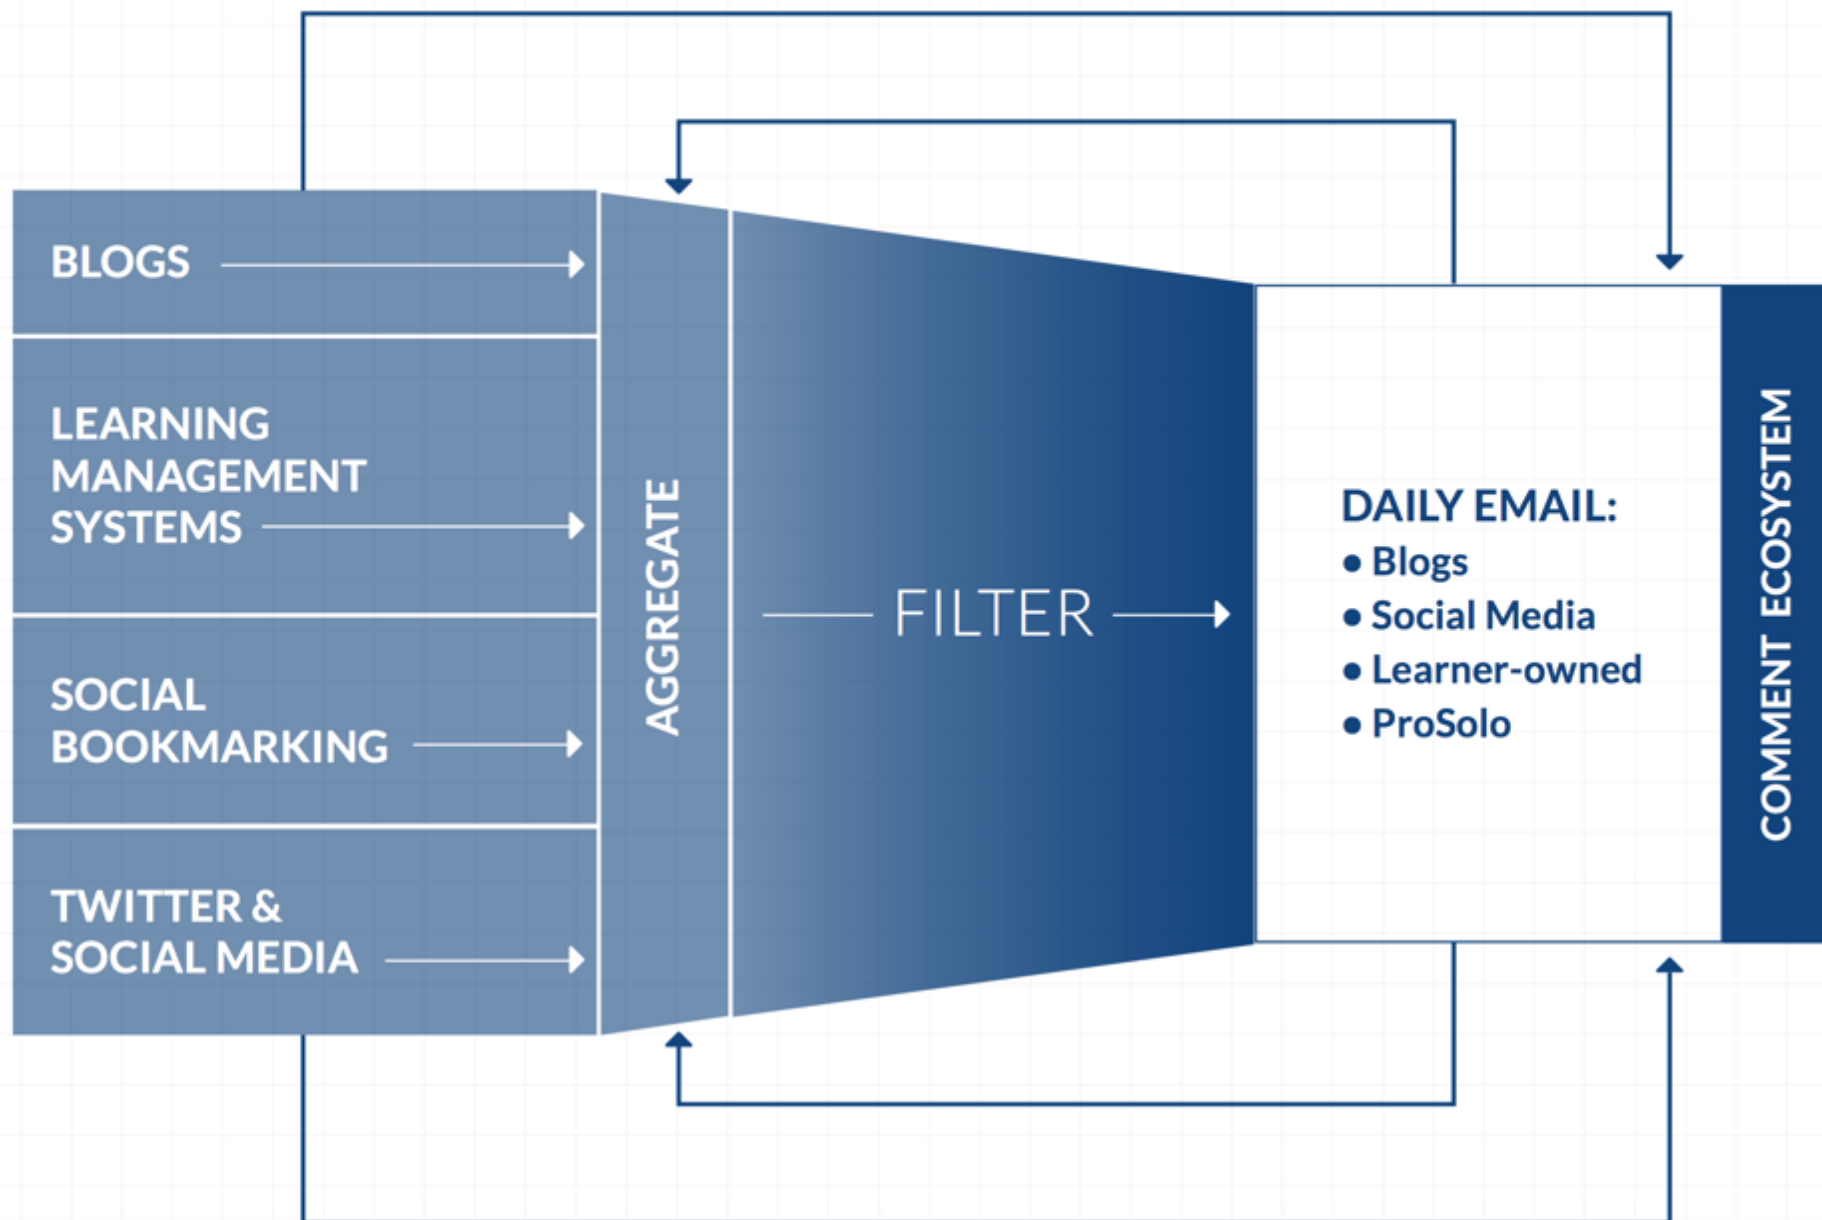 BLOGS
LEARNING
MANAGEMENT
SYSTEMS
SOCIAL
BOOKMARKING
TWITTER &
SOCIAL MEDIA
AGGREGATE
FILTER
DAILY EMAIL:
• Blogs
• Social Media
• Learner-owned
• ProSolo
COMMENT ECOSYSTEM